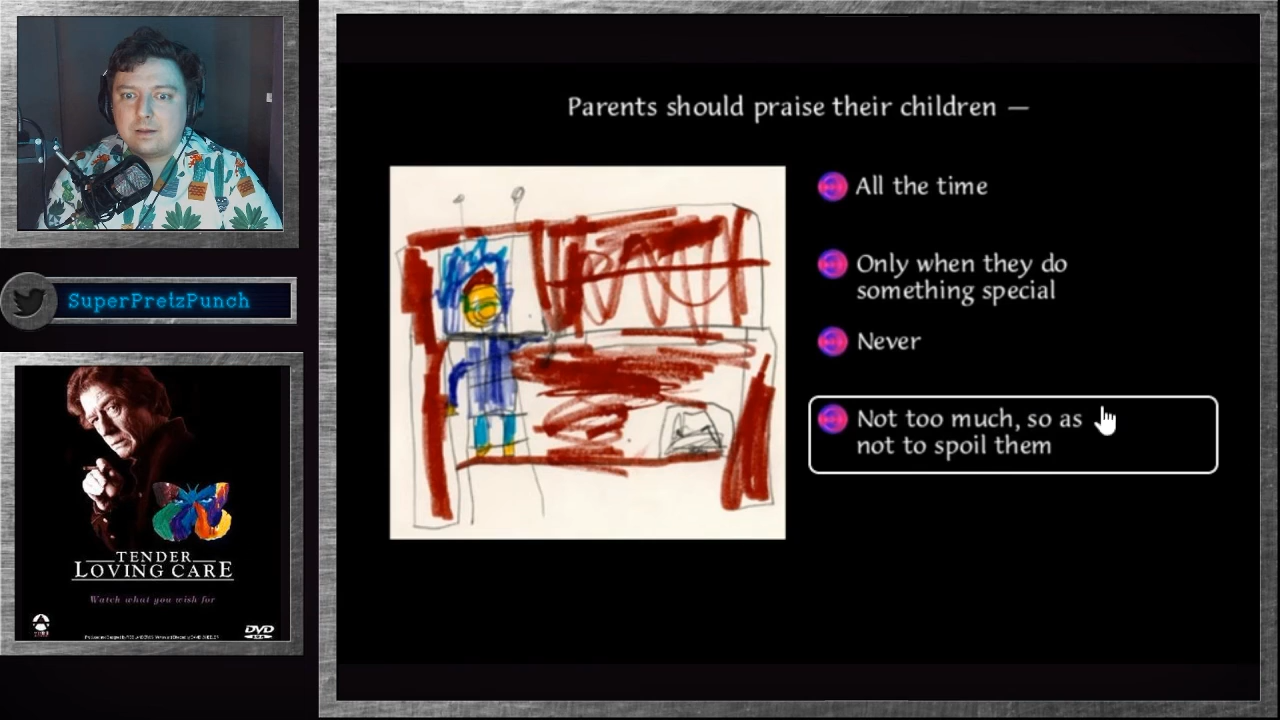 Parents should praise their children —
All the time
Only when they do
something special
Never
Not too much, so as
not to spoil them
SuperPretzPunch
TENDER
LOVING CARE
Watch what you wish for
DVD